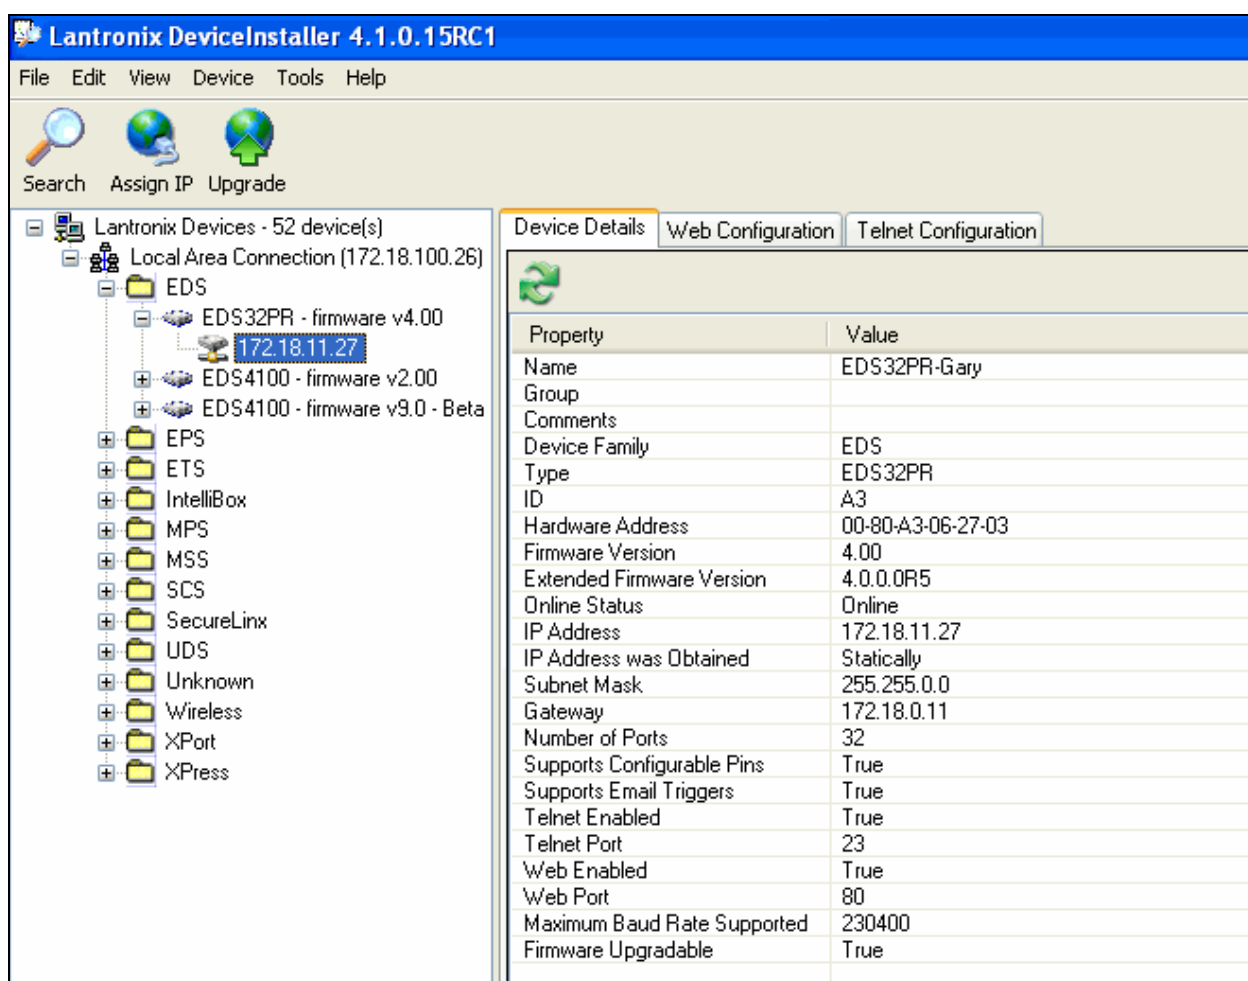 Lantronix DeviceInstaller 4.1.0.15RC1
File Edit View Device Tools Help
Search Assign IP Upgrade
Lantronix Devices - 52 device(s)
Local Area Connection (172.18.100.26)
EDS
EDS32PR - firmware v4.00
172.18.11.27
EDS4100 - firmware v2.00
EDS4100 - firmware v9.0 - Beta
EPS
ETS
IntelliBox
MPS
MSS
SCS
SecureLinx
UDS
Unknown
Wireless
XPort
XPress
Device Details Web Configuration Telnet Configuration
Property Value
Name EDS32PR-Gary
Group
Comments
Device Family EDS
Type EDS32PR
ID A3
Hardware Address 00-80-A3-06-27-03
Firmware Version 4.00
Extended Firmware Version 4.0.0.0R5
Online Status Online
IP Address 172.18.11.27
IP Address was Obtained Statically
Subnet Mask 255.255.0.0
Gateway 172.18.0.11
Number of Ports 32
Supports Configurable Pins True
Supports Email Triggers True
Telnet Enabled True
Telnet Port 23
Web Enabled True
Web Port 80
Maximum Baud Rate Supported 230400
Firmware Upgradable True